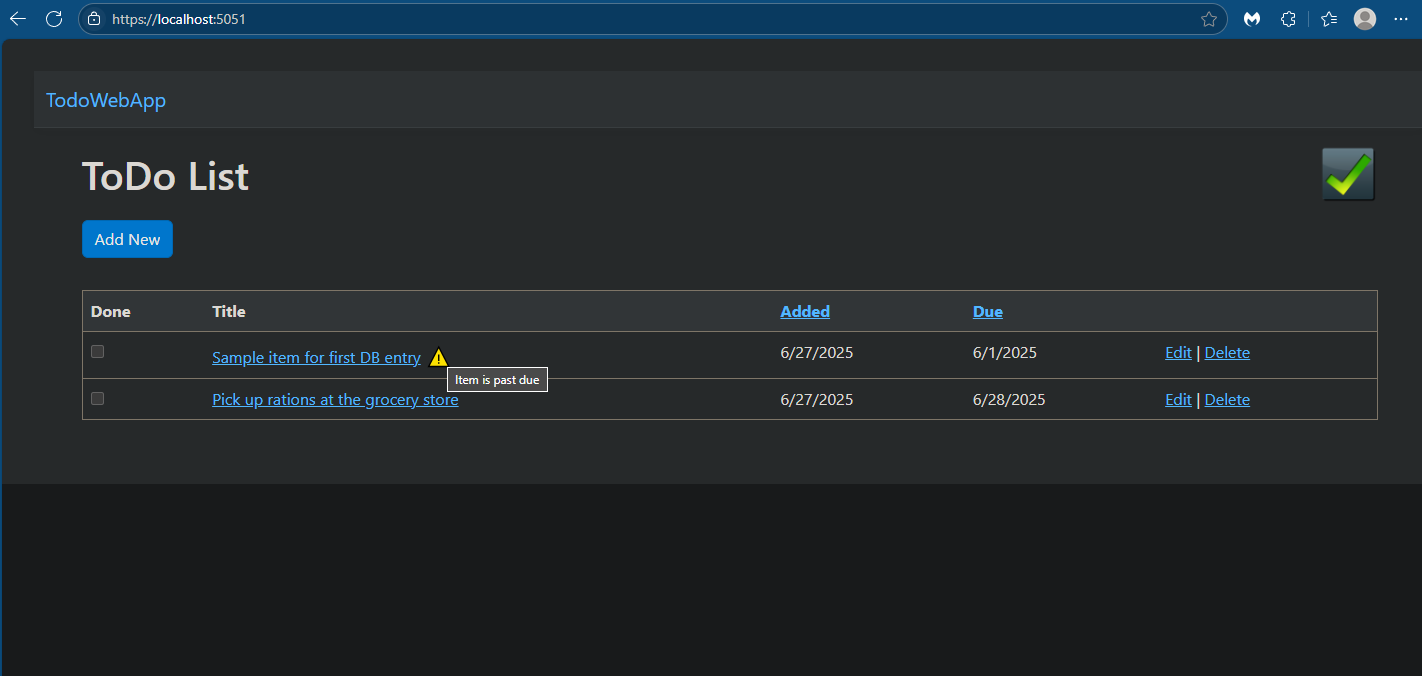 https://localhost:5051
TodoWebApp
ToDo List
Add New
Done Title Added Due
Sample item for first DB entry 6/27/2025 6/1/2025 Edit | Delete
Item is past due
Pick up rations at the grocery store 6/27/2025 6/28/2025 Edit | Delete